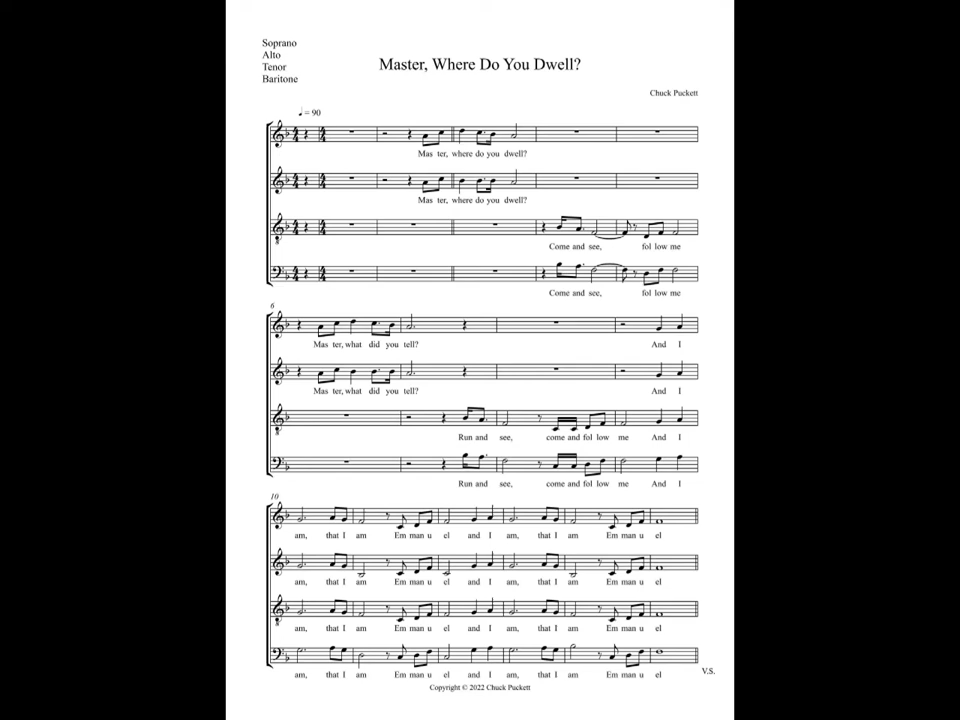 Soprano
Alto
Tenor
Baritone
Master, Where Do You Dwell?
Chuck Puckett
♩ = 90
Mas ter, where do you dwell?
Mas ter, where do you dwell?
Come and see, fol low me
Come and see, fol low me
6
Mas ter, what did you tell? And I
Mas ter, what did you tell? And I
Run and see, come and fol low me And I
Run and see, come and fol low me And I
10
am, that I am Em man u el and I am, that I am Em man u el
am, that I am Em man u el and I am, that I am Em man u el
am, that I am Em man u el and I am, that I am Em man u el
am, that I am Em man u el and I am, that I am Em man u el
V.S.
Copyright © 2022 Chuck Puckett